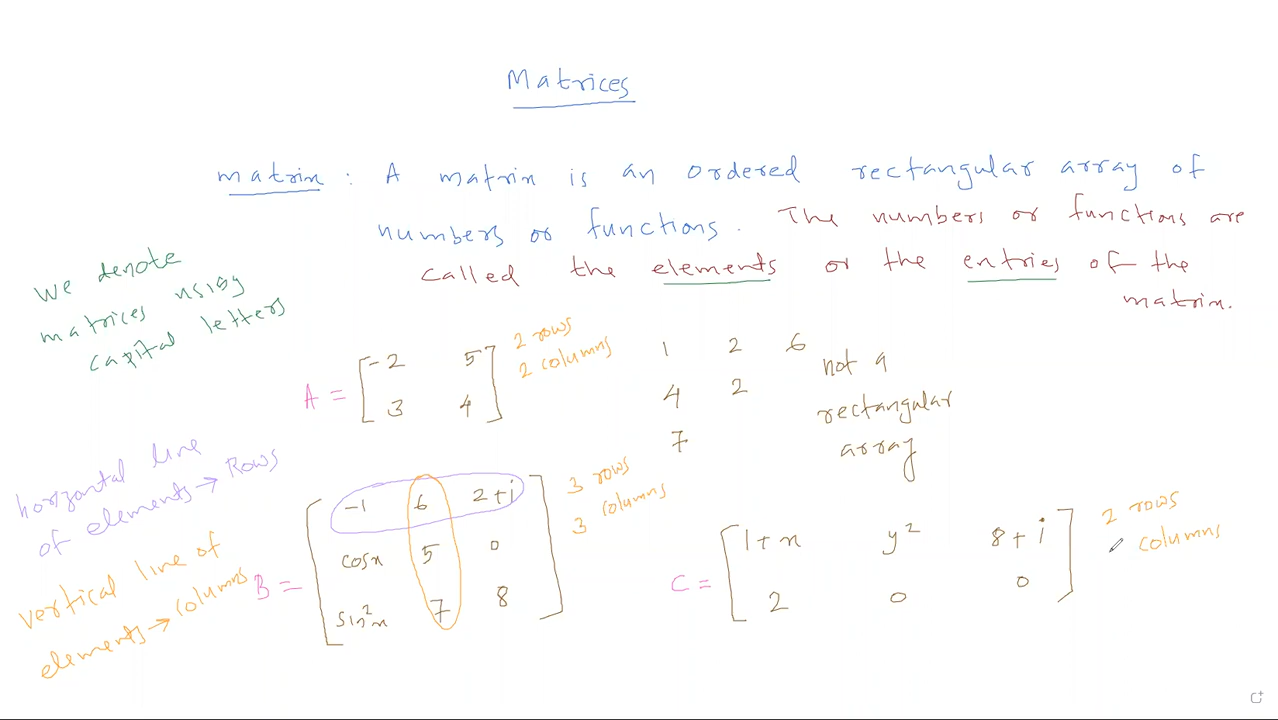 Matrices
matrix : A matrix is an ordered rectangular array of
numbers or functions. The numbers or functions are
called the elements or the entries of the
matrix.
We denote
matrices using
capital letters
A = [ -2 5
3 4 ]
2 rows
2 columns
1 2 6
4 2
7
not a
rectangular
array
horizontal line
of elements → Rows
vertical line of
elements → columns
B = [ -1 6 2+i
cosx 5 0
sin²x 7 8 ]
3 rows
3 columns
C = [ 1+x y² 8+i
2 0 0 ]
2 rows
columns